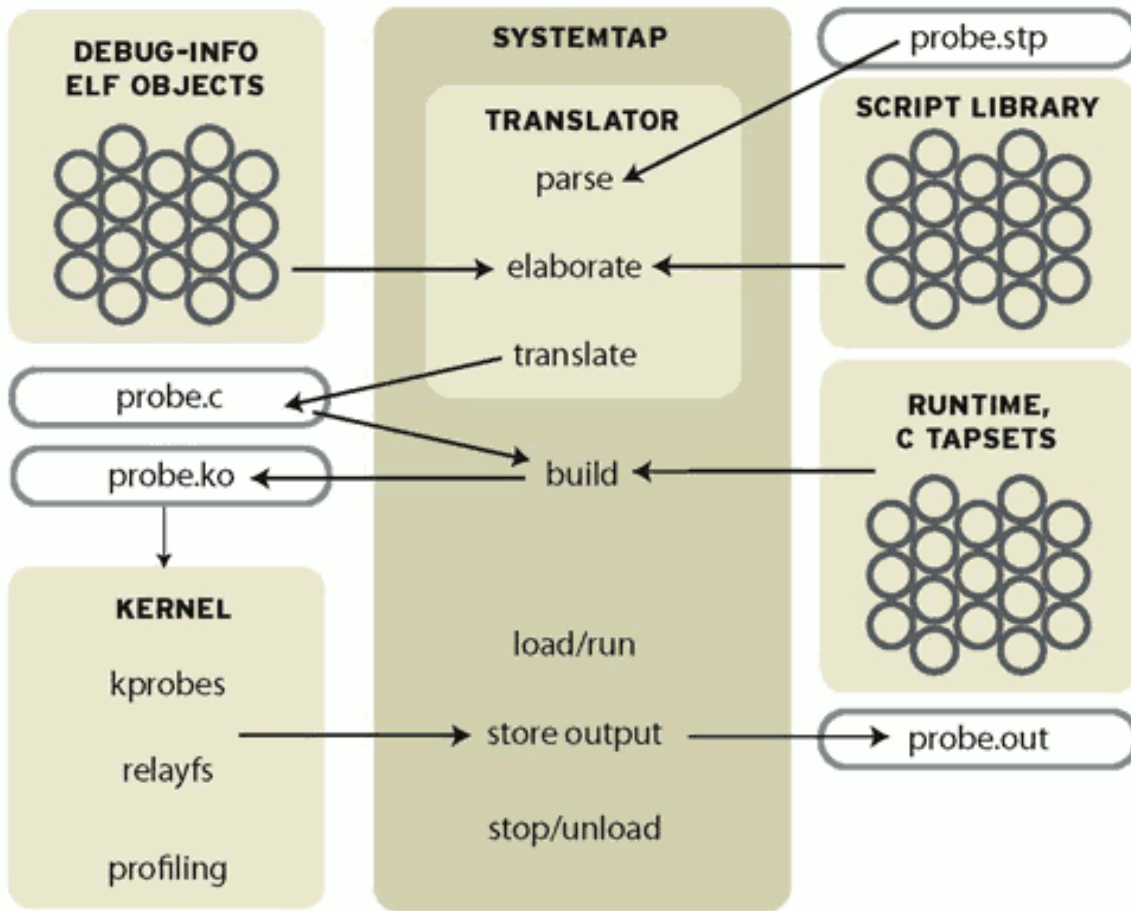 DEBUG-INFO
ELF OBJECTS
SYSTEMTAP
TRANSLATOR
parse
elaborate
translate
build
load/run
store output
stop/unload
probe.stp
SCRIPT LIBRARY
probe.c
probe.ko
RUNTIME,
C TAPSETS
KERNEL
kprobes
relayfs
profiling
probe.out